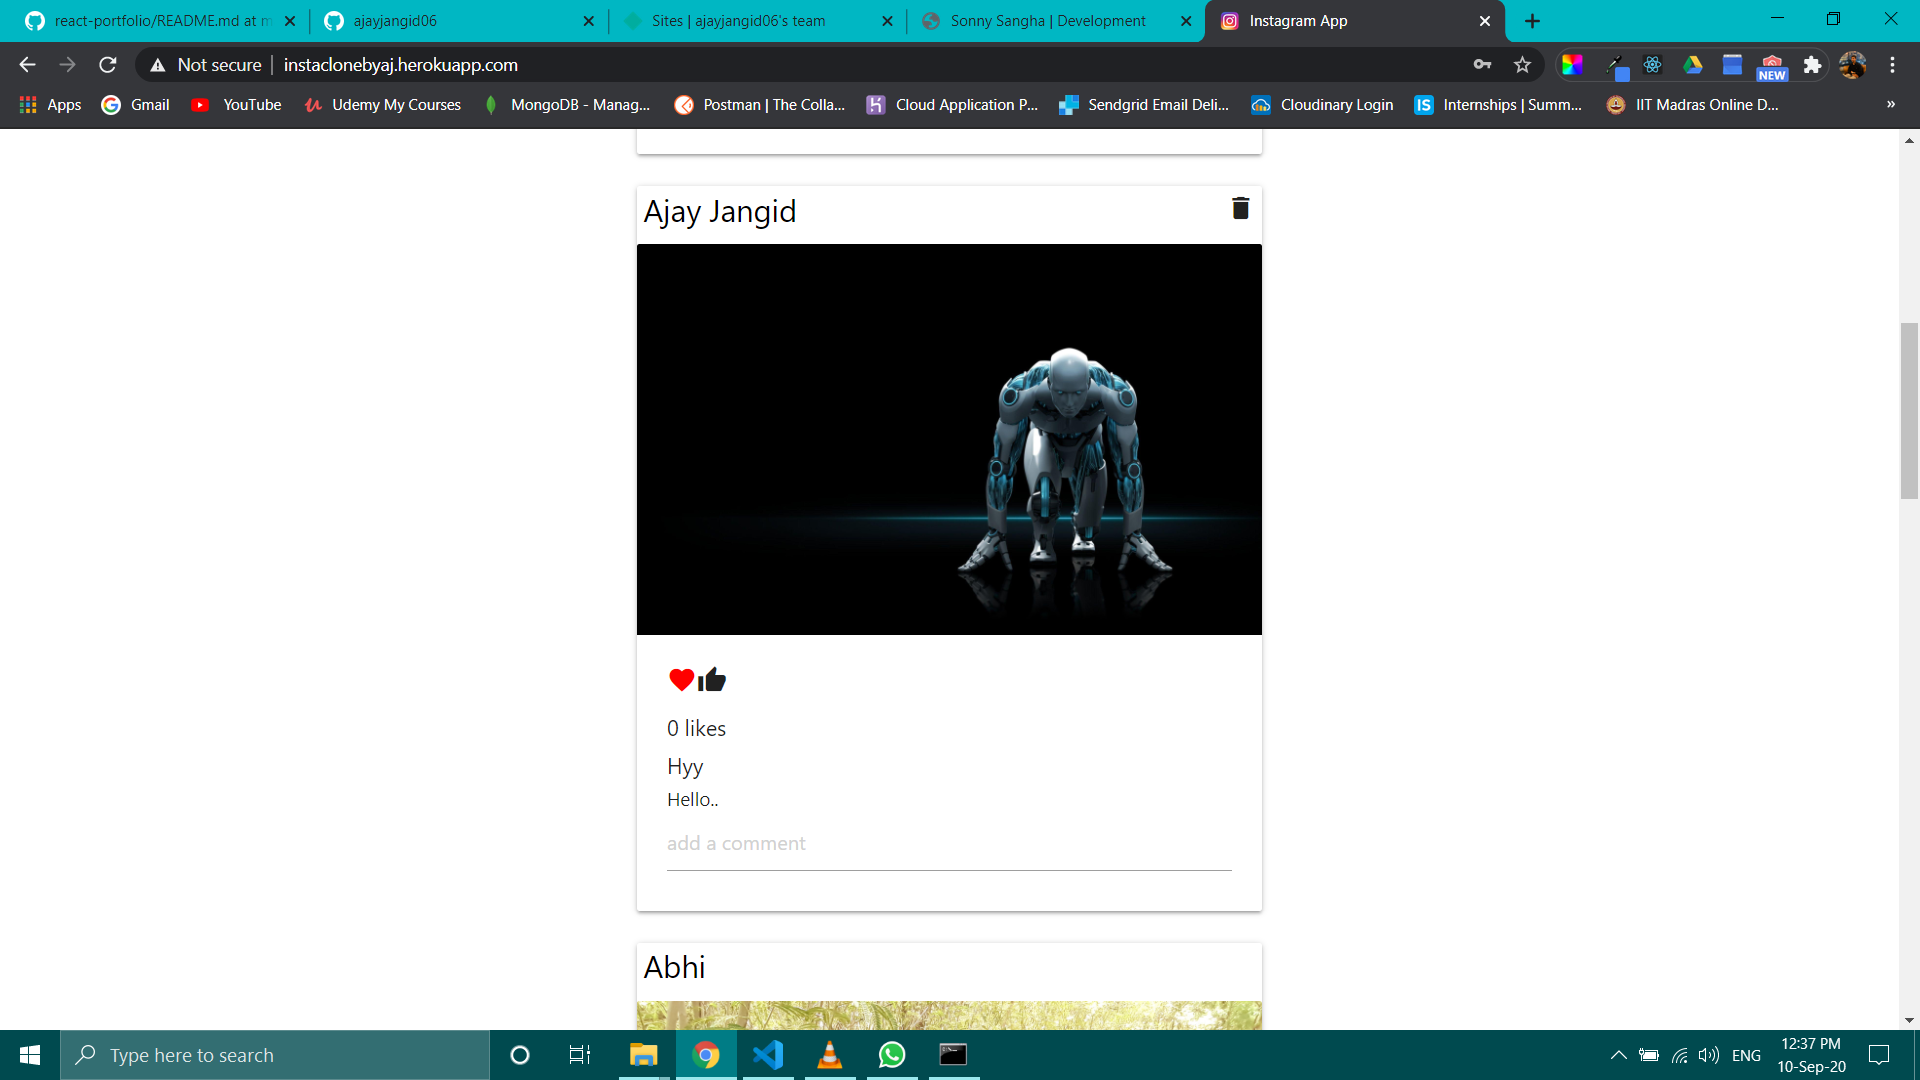 react-portfolio/README.md at m
ajayjangid06
Sites | ajayjangid06's team
Sonny Sangha | Development
Instagram App
Not secure
instaclonebyaj.herokuapp.com
NEW
Apps
Gmail
YouTube
Udemy My Courses
MongoDB - Manag...
Postman | The Colla...
Cloud Application P...
Sendgrid Email Deli...
Cloudinary Login
IS
Internships | Summ...
IIT Madras Online D...
»
Ajay Jangid
0 likes
Hyy
Hello..
add a comment
Abhi
Type here to search
ENG
12:37 PM
10-Sep-20